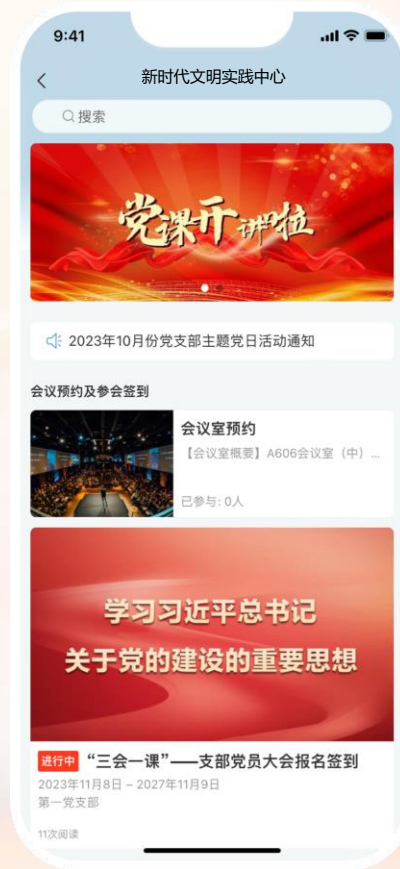 9:41
新时代文明实践中心
搜索
党课开讲啦
2023年10月份党支部主题党日活动通知
会议预约及参会签到
会议室预约
【会议室概要】A606会议室（中）...
已参与: 0人
学习习近平总书记
关于党的建设的重要思想
进行中 “三会一课”——支部党员大会报名签到
2023年11月8日 – 2027年11月9日
第一党支部
11次阅读